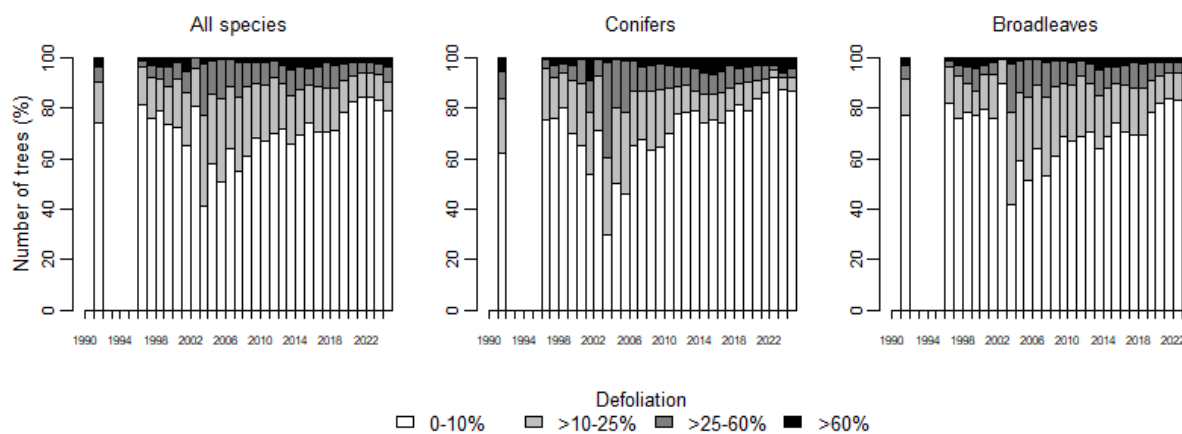 All species
Conifers
Broadleaves
Number of trees (%)
0 20 40 60 80 100
0 20 40 60 80 100
0 20 40 60 80 100
1990 1994 1998 2002 2006 2010 2014 2018 2022
1990 1994 1998 2002 2006 2010 2014 2018 2022
1990 1994 1998 2002 2006 2010 2014 2018 2022
Defoliation
0-10% >10-25% >25-60% >60%